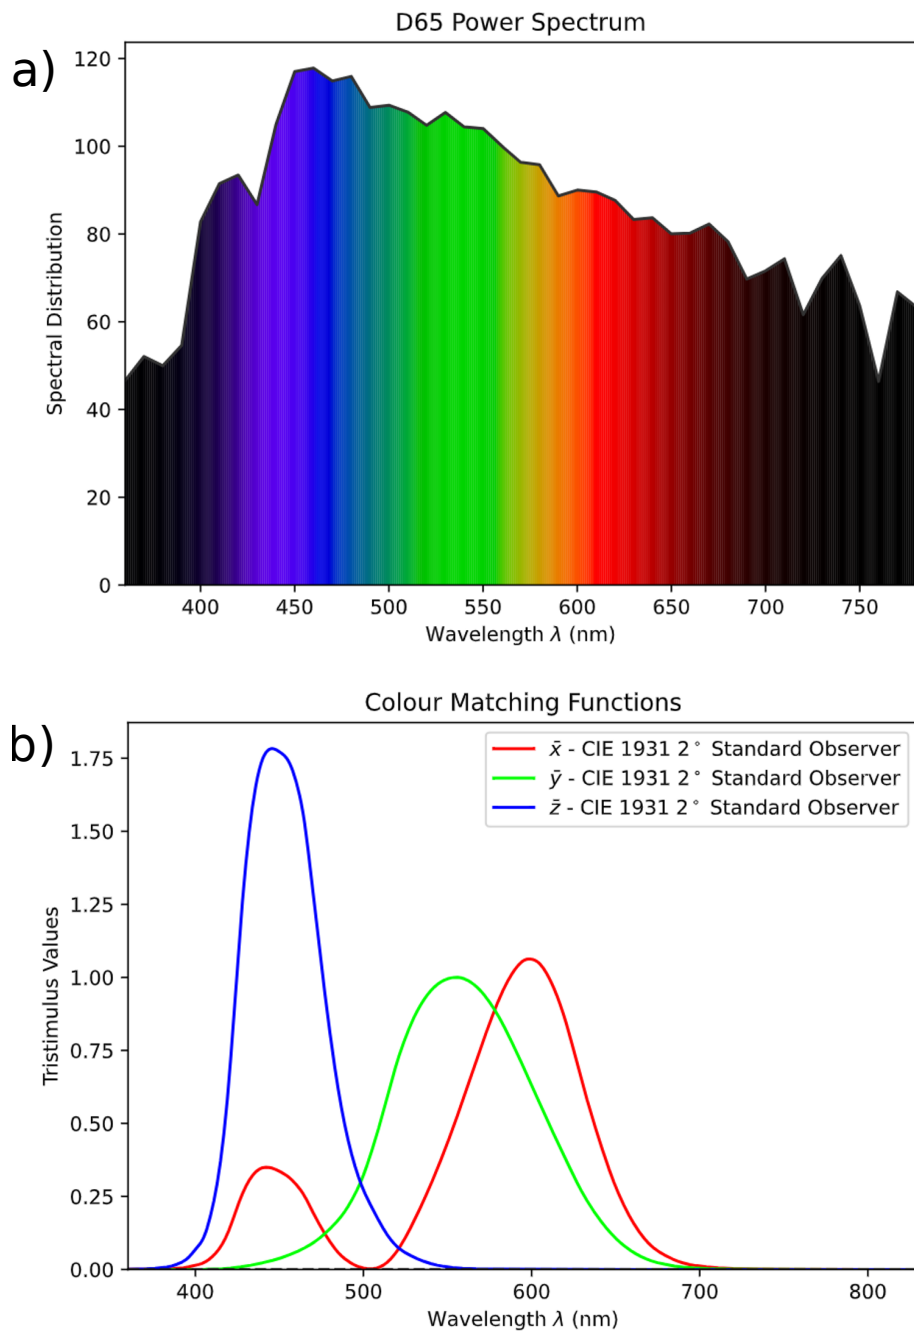 D65 Power Spectrum
a)
120
100
80
60
40
20
0
Spectral Distribution
400 450 500 550 600 650 700 750
Wavelength λ (nm)
Colour Matching Functions
b)
x̄ - CIE 1931 2° Standard Observer
ȳ - CIE 1931 2° Standard Observer
z̄ - CIE 1931 2° Standard Observer
1.75
1.50
1.25
1.00
0.75
0.50
0.25
0.00
Tristimulus Values
400 500 600 700 800
Wavelength λ (nm)